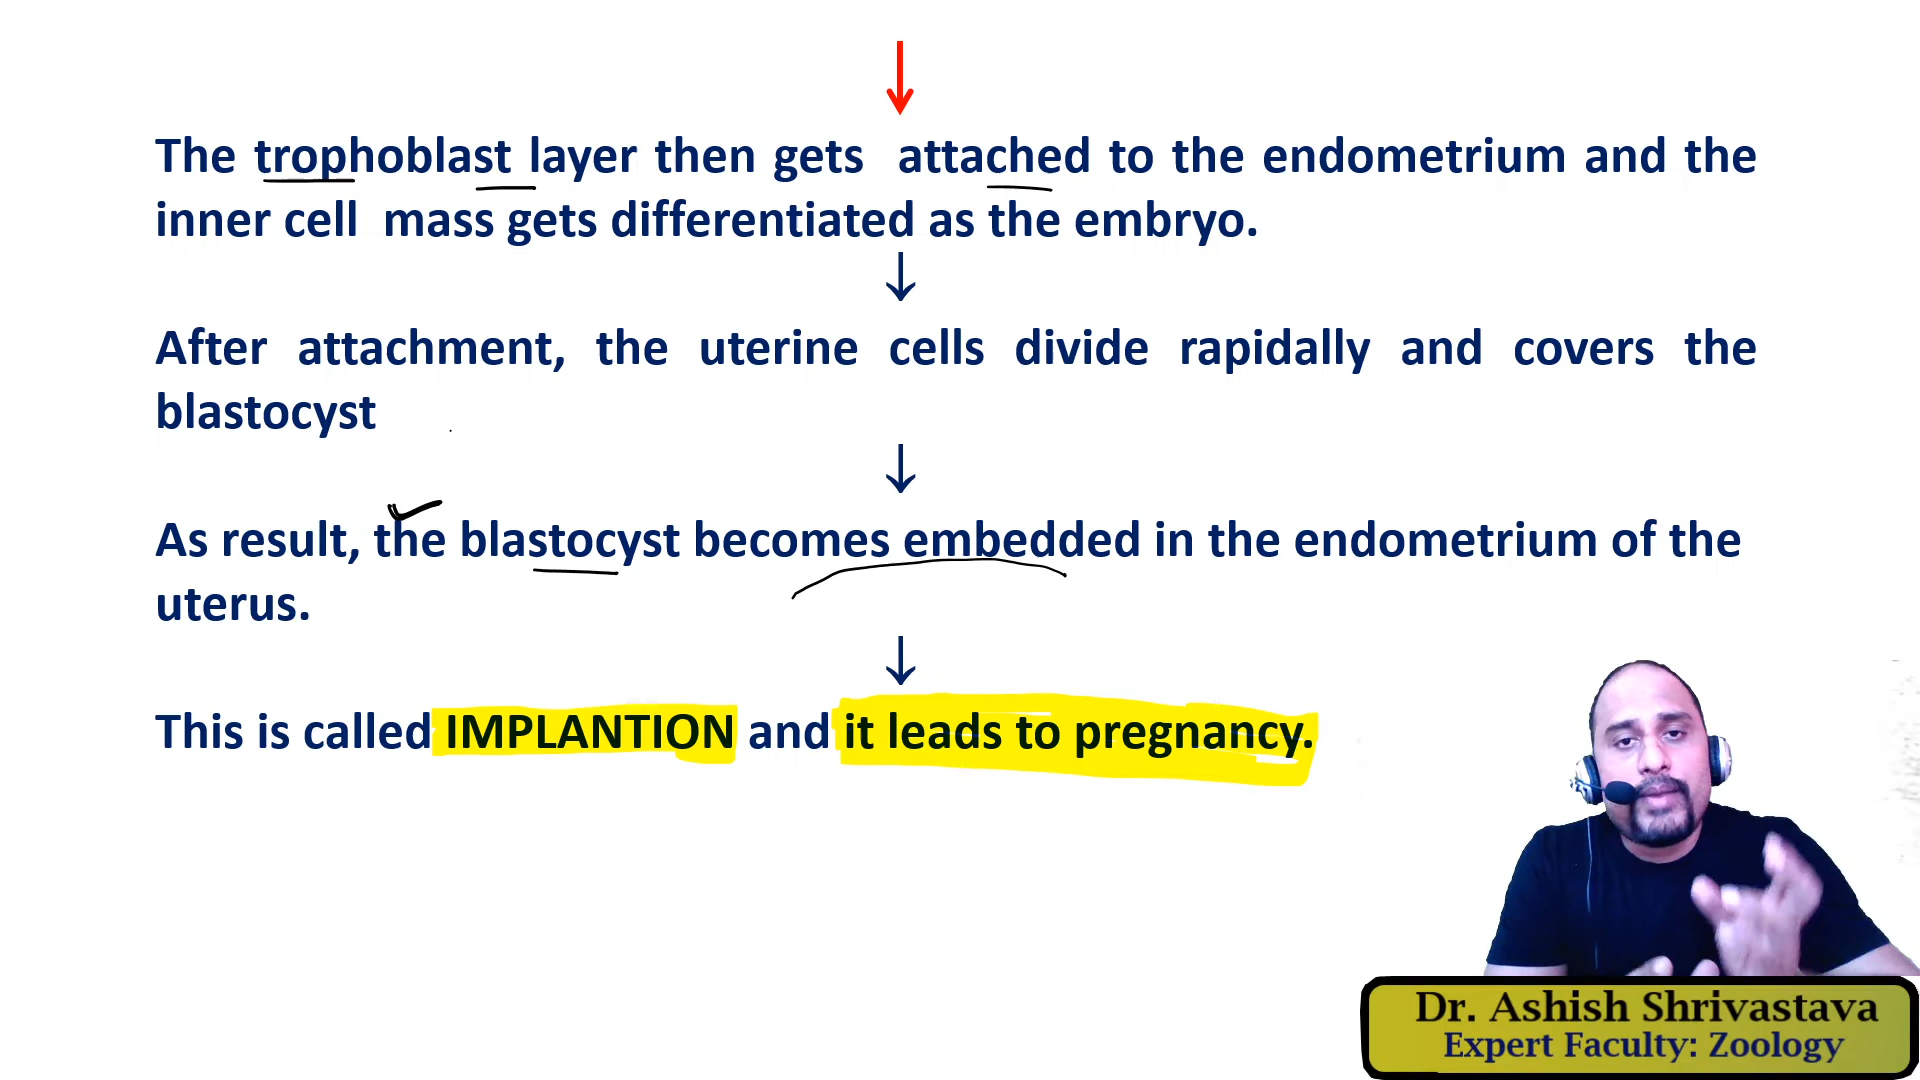 The trophoblast layer then gets attached to the endometrium and the
inner cell mass gets differentiated as the embryo.
After attachment, the uterine cells divide rapidally and covers the
blastocyst
As result, the blastocyst becomes embedded in the endometrium of the
uterus.
This is called IMPLANTION and it leads to pregnancy.
Dr. Ashish Shrivastava
Expert Faculty: Zoology